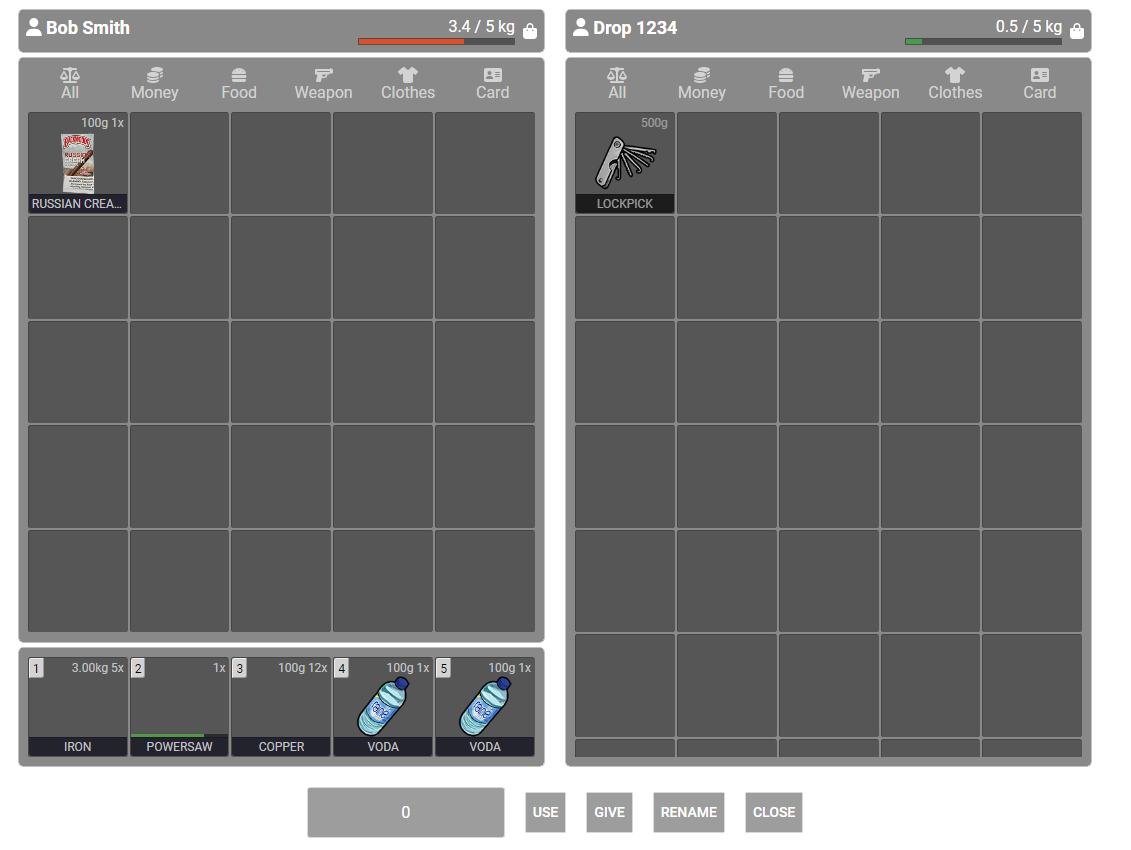 Bob Smith 3.4 / 5 kg
All Money Food Weapon Clothes Card
100g 1x
RUSSIAN CREA...
1 3.00kg 5x 2 1x 3 100g 12x 4 100g 1x 5 100g 1x
IRON POWERSAW COPPER VODA VODA
Drop 1234 0.5 / 5 kg
All Money Food Weapon Clothes Card
500g
LOCKPICK
0 USE GIVE RENAME CLOSE